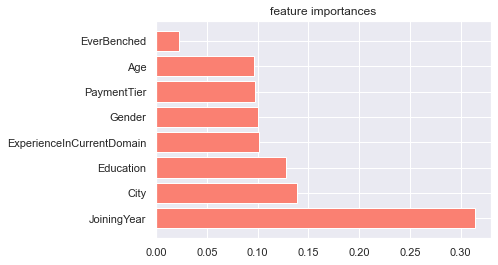 feature importances
EverBenched
Age
PaymentTier
Gender
ExperienceInCurrentDomain
Education
City
JoiningYear
0.00 0.05 0.10 0.15 0.20 0.25 0.30